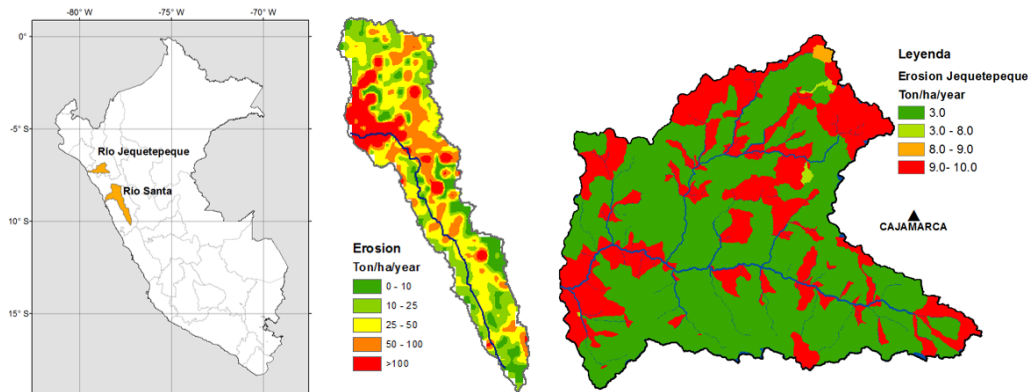 -80° W
-75° W
-70° W
0°
-5° S
-10° S
15° S
Río Jequetepeque
Río Santa
Erosion
Ton/ha/year
0 - 10
10 - 25
25 - 50
50 - 100
>100
Leyenda
Erosion Jequetepeque
Ton/ha/year
3.0
3.0 - 8.0
8.0 - 9.0
9.0- 10.0
CAJAMARCA